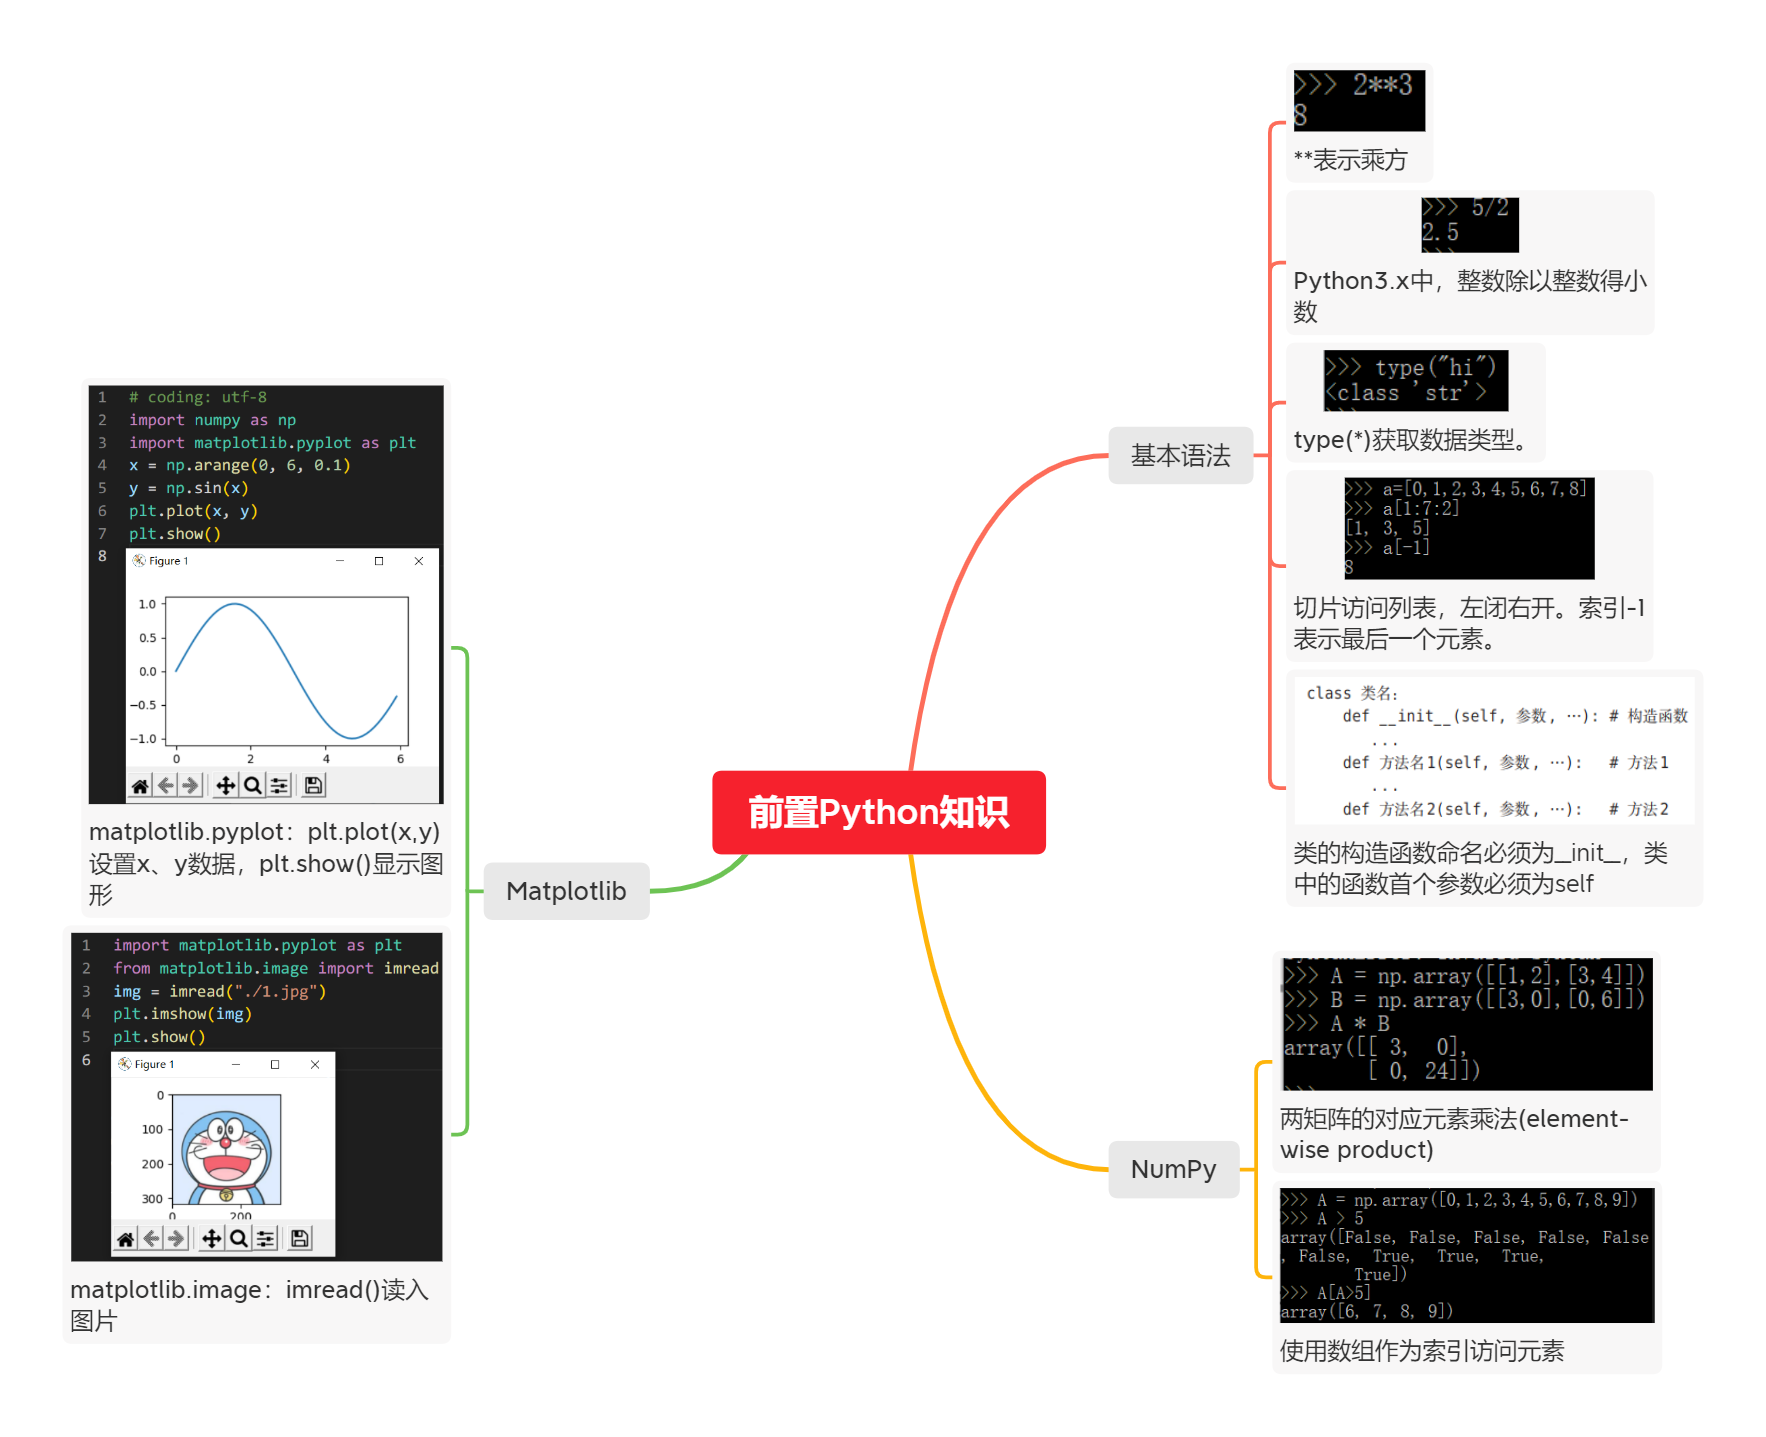 >>> 2**3
8
**表示乘方
>>> 5/2
2.5
Python3.x中，整数除以整数得小
数
>>> type("hi")
<class 'str'>
type(*)获取数据类型。
>>> a=[0,1,2,3,4,5,6,7,8]
>>> a[1:7:2]
[1, 3, 5]
>>> a[-1]
8
切片访问列表，左闭右开。索引-1
表示最后一个元素。
class 类名：
def __init__(self, 参数, …): # 构造函数
...
def 方法名1(self, 参数, …): # 方法1
...
def 方法名2(self, 参数, …): # 方法2
类的构造函数命名必须为__init__，类
中的函数首个参数必须为self
基本语法
前置Python知识
Matplotlib
NumPy
1 # coding: utf-8
2 import numpy as np
3 import matplotlib.pyplot as plt
4 x = np.arange(0, 6, 0.1)
5 y = np.sin(x)
6 plt.plot(x, y)
7 plt.show()
8
Figure 1
1.0
0.5
0.0
−0.5
−1.0
0 2 4 6
matplotlib.pyplot：plt.plot(x,y)
设置x、y数据，plt.show()显示图
形
1 import matplotlib.pyplot as plt
2 from matplotlib.image import imread
3 img = imread("./1.jpg")
4 plt.imshow(img)
5 plt.show()
6
Figure 1
0
100
200
300
0 200
matplotlib.image：imread()读入
图片
>>> A = np.array([[1,2],[3,4]])
>>> B = np.array([[3,0],[0,6]])
>>> A * B
array([[ 3, 0],
[ 0, 24]])
两矩阵的对应元素乘法(element-
wise product)
>>> A = np.array([0,1,2,3,4,5,6,7,8,9])
>>> A > 5
array([False, False, False, False, False
, False, True, True, True,
True])
>>> A[A>5]
array([6, 7, 8, 9])
使用数组作为索引访问元素